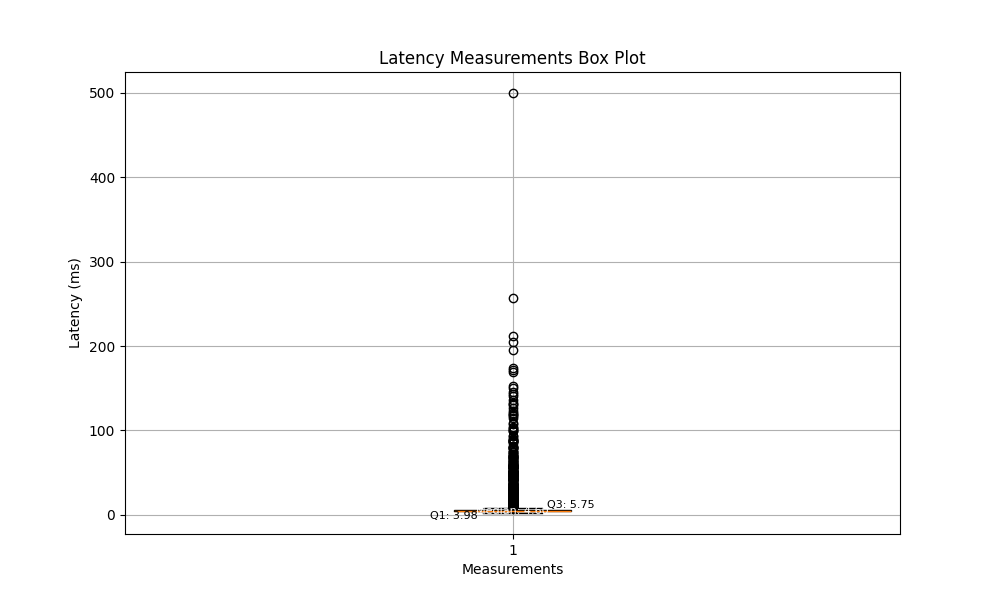 Latency Measurements Box Plot
500
400
300
200
100
0
Latency (ms)
Q3: 5.75
Q1: 3.98
1
Measurements